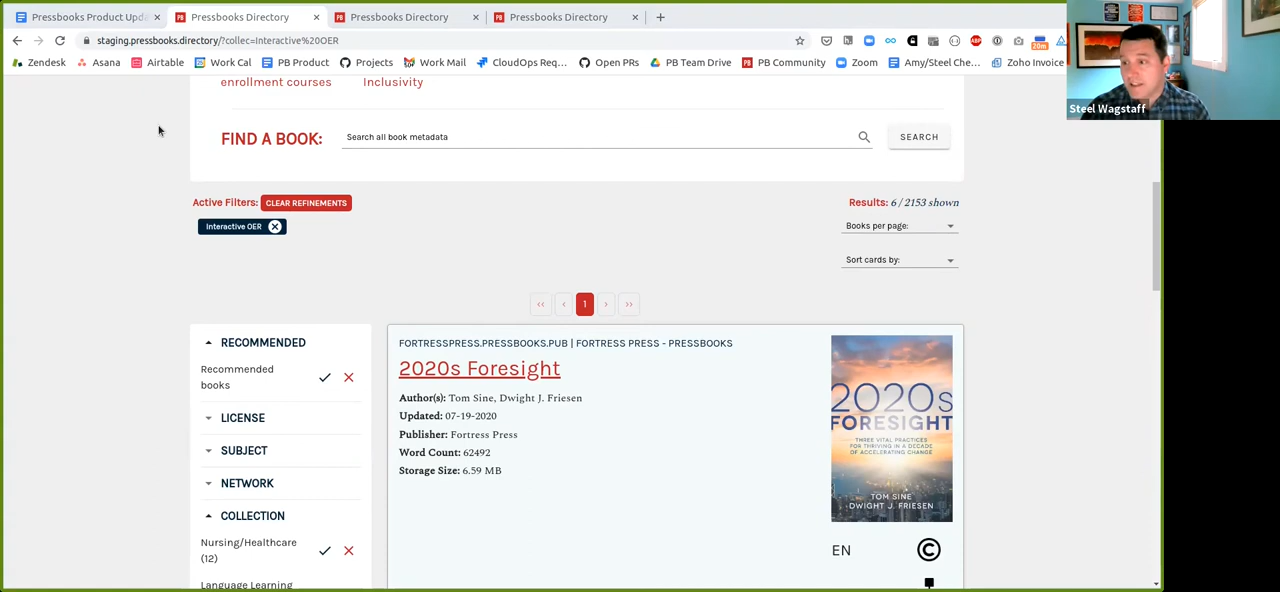 Pressbooks Product Upda
Pressbooks Directory
Pressbooks Directory
Pressbooks Directory
staging.pressbooks.directory/?collec=Interactive%20OER
20m
Zendesk
Asana
Airtable
Work Cal
PB Product
Projects
Work Mail
CloudOps Req...
Open PRs
PB Team Drive
PB Community
Zoom
Amy/Steel Che...
Zoho Invoice
Steel Wagstaff
enrollment courses
Inclusivity
FIND A BOOK:
Search all book metadata
SEARCH
Active Filters: CLEAR REFINEMENTS
Results: 6 / 2153 shown
Interactive OER
Books per page:
Sort cards by:
<< < 1 > >>
RECOMMENDED
Recommended
books
LICENSE
SUBJECT
NETWORK
COLLECTION
Nursing/Healthcare
(12)
Language Learning
FORTRESSPRESS.PRESSBOOKS.PUB | FORTRESS PRESS - PRESSBOOKS
2020s Foresight
Author(s): Tom Sine, Dwight J. Friesen
Updated: 07-19-2020
Publisher: Fortress Press
Word Count: 62492
Storage Size: 6.59 MB
2020s
FORESIGHT
THREE VITAL PRACTICES
FOR THRIVING IN A DECADE
OF ACCELERATING CHANGE
TOM SINE
DWIGHT J. FRIESEN
EN
©